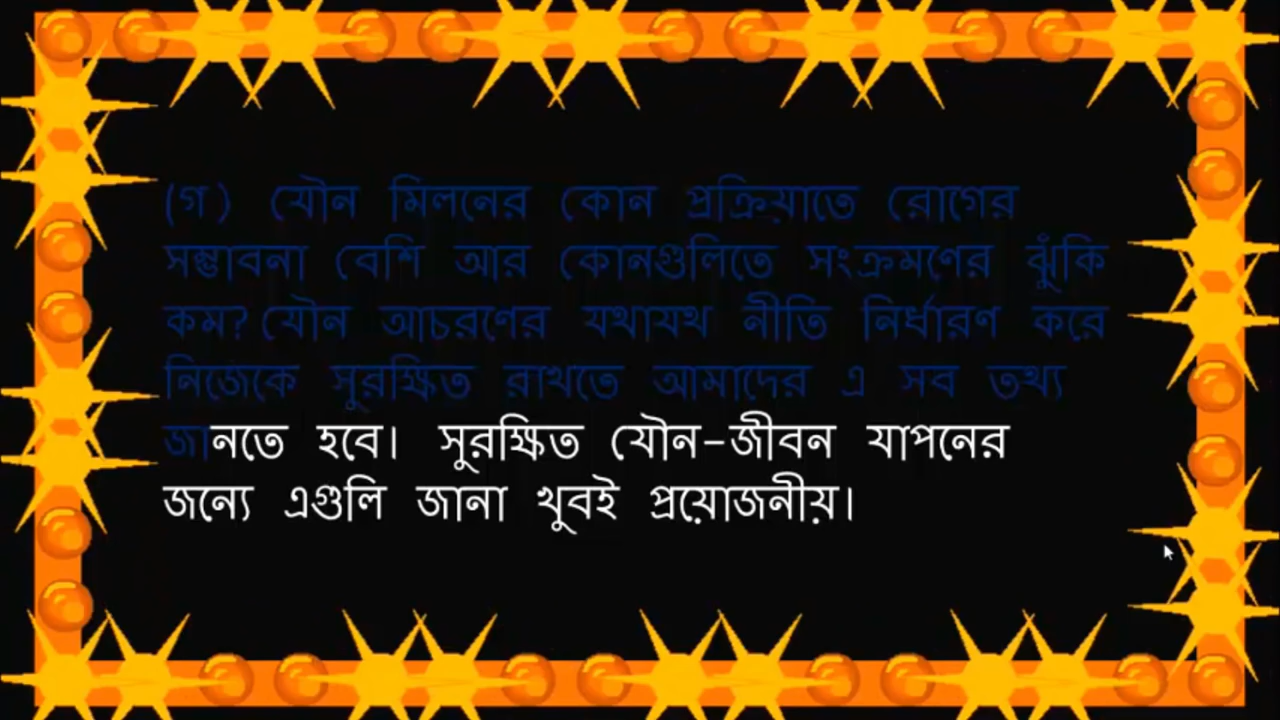 (গ) যৌন মিলনের কোন প্রক্রিয়াতে রোগের
সম্ভাবনা বেশি আর কোনগুলিতে সংক্রমণের ঝুঁকি
কম? যৌন আচরণের যথাযথ নীতি নির্ধারণ করে
নিজেকে সুরক্ষিত রাখতে আমাদের এ সব তথ্য
জানতে হবে। সুরক্ষিত যৌন-জীবন যাপনের
জন্যে এগুলি জানা খুবই প্রয়োজনীয়।